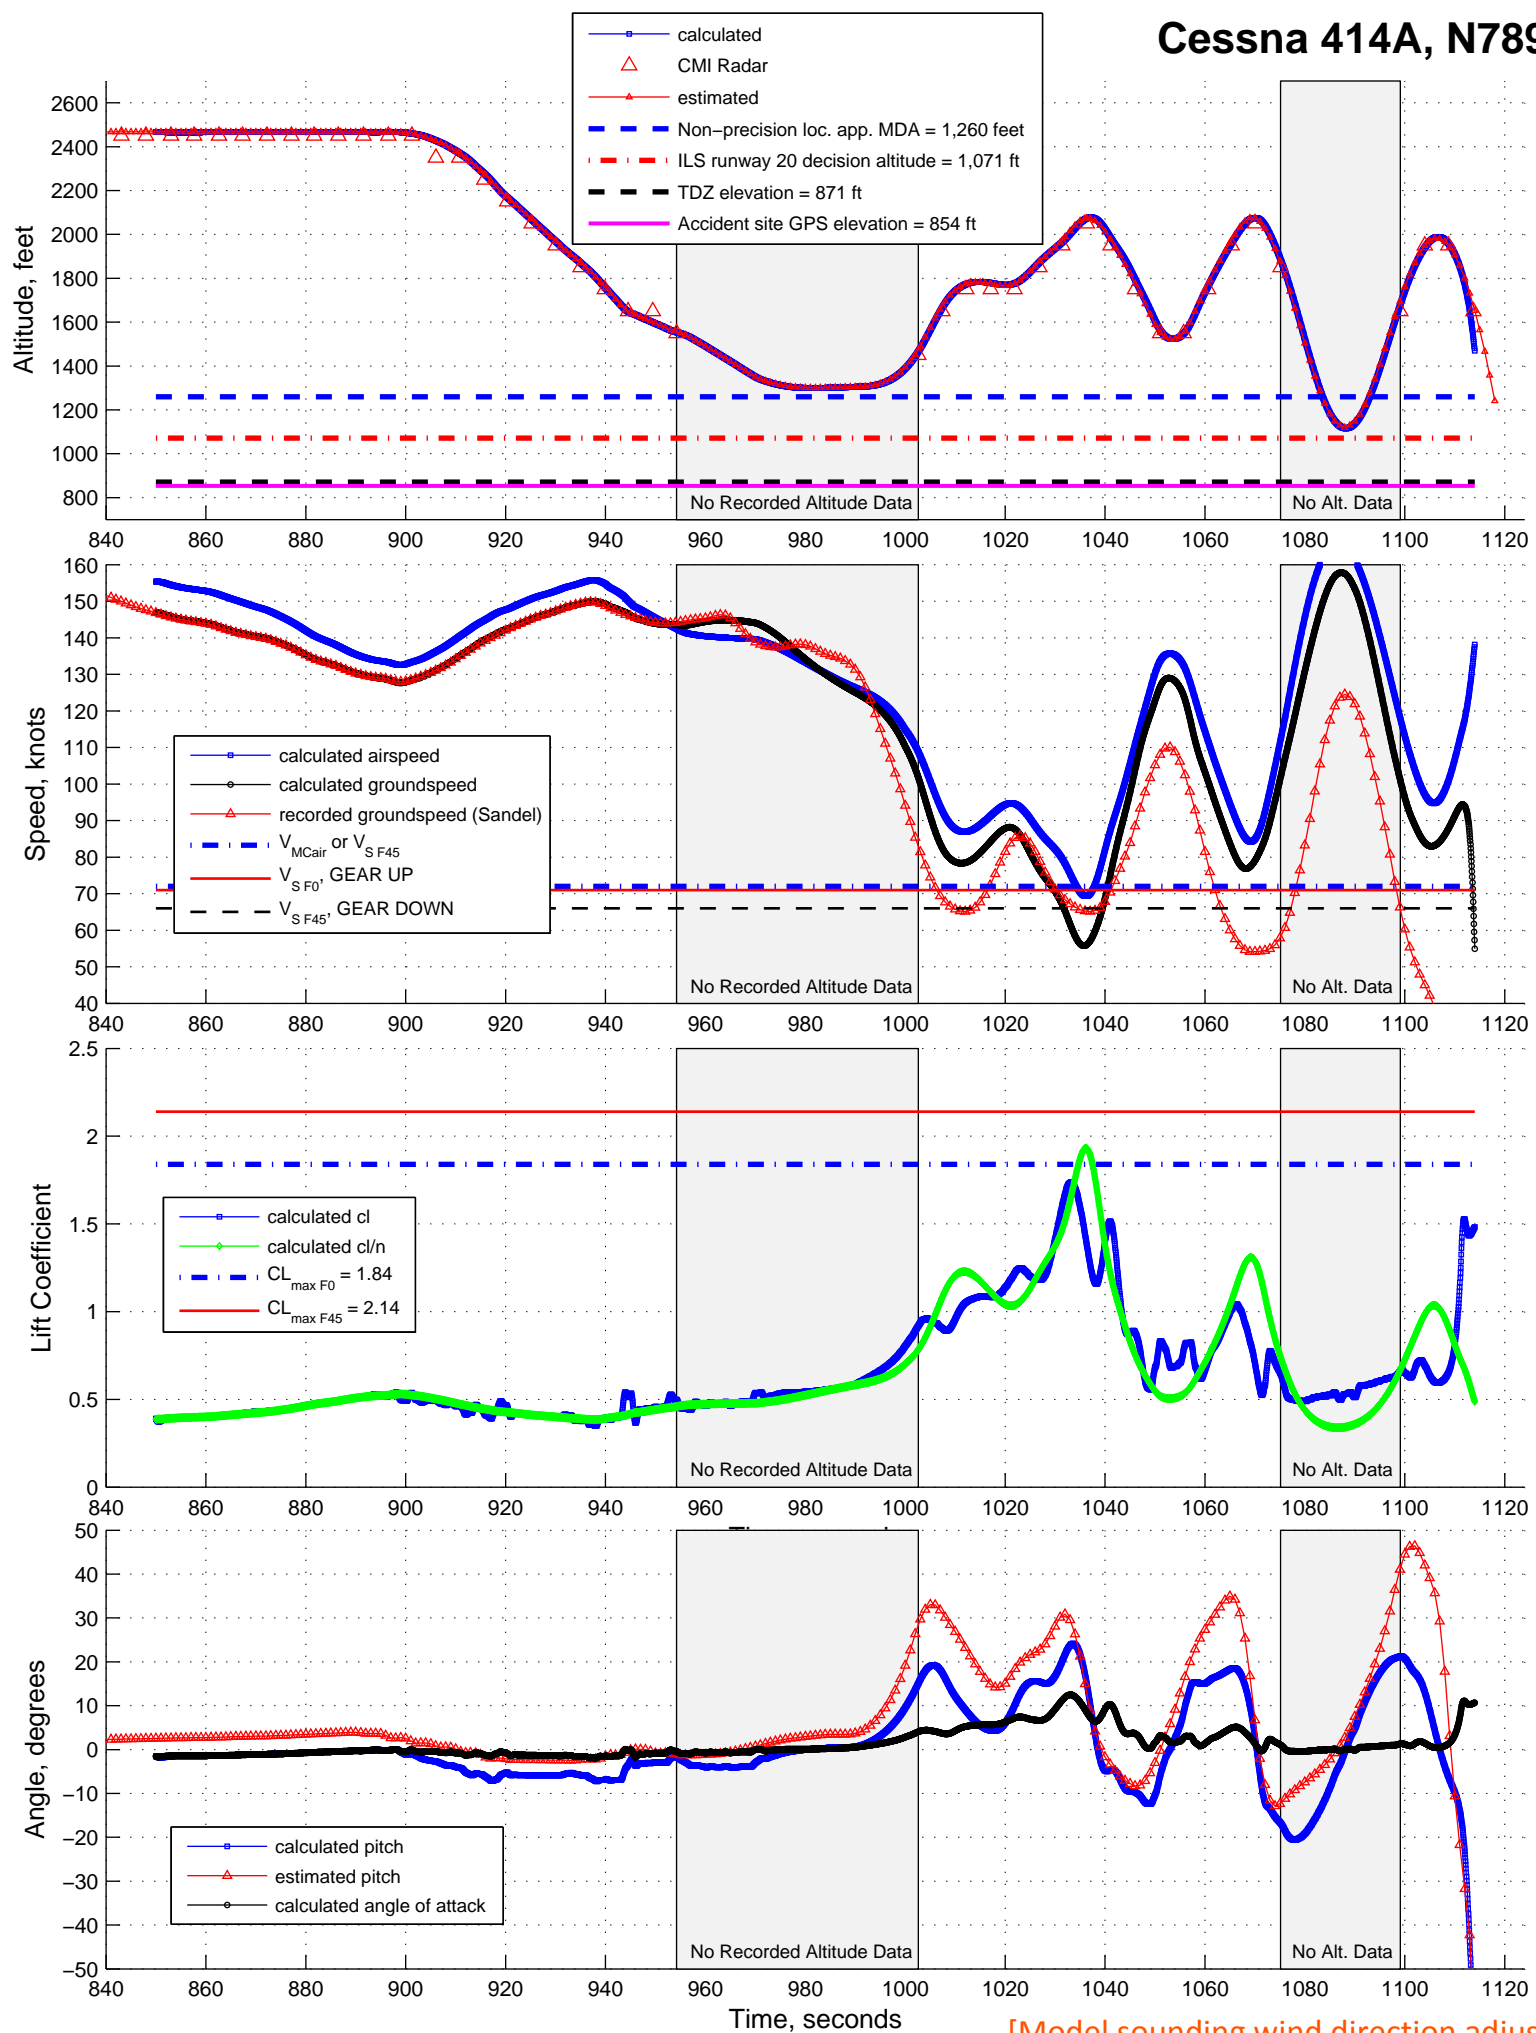 Cessna 414A, N789
calculated
CMI Radar
estimated
Non−precision loc. app. MDA = 1,260 feet
ILS runway 20 decision altitude = 1,071 ft
TDZ elevation = 871 ft
Accident site GPS elevation = 854 ft
Altitude, feet
2600
2400
2200
2000
1800
1600
1400
1200
1000
800
No Recorded Altitude Data
No Alt. Data
840 860 880 900 920 940 960 980 1000 1020 1040 1060 1080 1100 1120
Speed, knots
160
150
140
130
120
110
100
90
80
70
60
50
40
calculated airspeed
calculated groundspeed
recorded groundspeed (Sandel)
VMCair or VS F45
VS F0, GEAR UP
VS F45, GEAR DOWN
No Recorded Altitude Data
No Alt. Data
840 860 880 900 920 940 960 980 1000 1020 1040 1060 1080 1100 1120
Lift Coefficient
2.5
2
1.5
1
0.5
0
calculated cl
calculated cl/n
CLmax F0 = 1.84
CLmax F45 = 2.14
No Recorded Altitude Data
No Alt. Data
840 860 880 900 920 940 960 980 1000 1020 1040 1060 1080 1100 1120
Angle, degrees
50
40
30
20
10
0
−10
−20
−30
−40
−50
calculated pitch
estimated pitch
calculated angle of attack
No Recorded Altitude Data
No Alt. Data
840 860 880 900 920 940 960 980 1000 1020 1040 1060 1080 1100 1120
Time, seconds
[Model sounding wind direction adjus